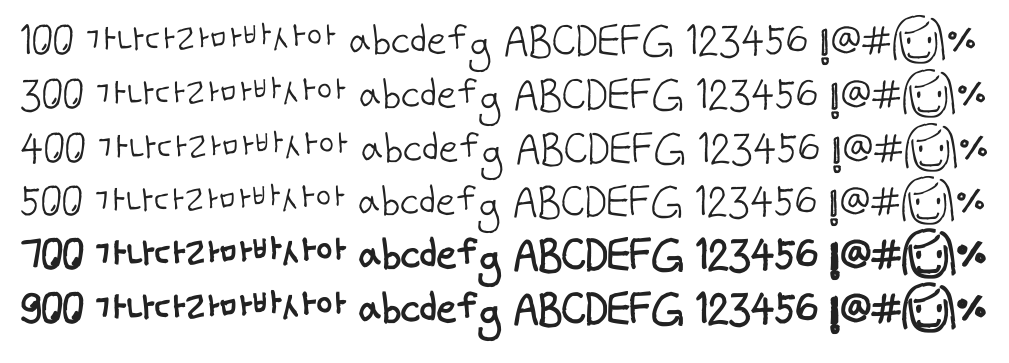 100 가나다라마바사아 abcdefg ABCDEFG 123456 !@#%
300 가나다라마바사아 abcdefg ABCDEFG 123456 !@#%
400 가나다라마바사아 abcdefg ABCDEFG 123456 !@#%
500 가나다라마바사아 abcdefg ABCDEFG 123456 !@#%
700 가나다라마바사아 abcdefg ABCDEFG 123456 !@#%
900 가나다라마바사아 abcdefg ABCDEFG 123456 !@#%